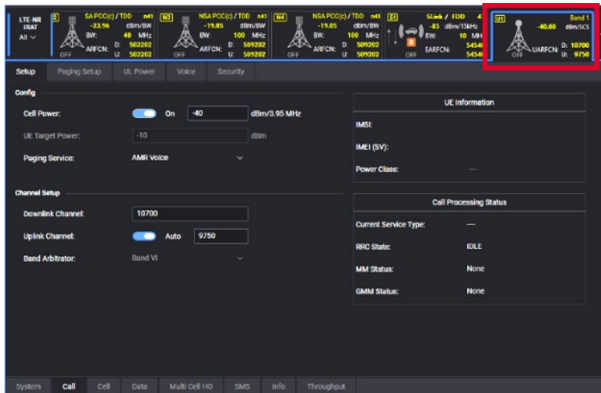 LTE-NR
IRAT
All
SA PCC(c) / TDD n41
-23.96 dBm/BW
BW: 40 MHz
ARFCN: D: 503202
U: 503202
OFF
N3
NSA PCC(c) / TDD n41
-19.85 dBm/BW
BW: 100 MHz
ARFCN: D: 509202
U: 509202
OFF
N4
NSA PCC(c) / TDD n41
-19.85 dBm/BW
BW: 100 MHz
ARFCN: D: 509202
U: 509202
OFF
S1
SLink / FDD
-85 dBm/15kHz
BW: 10 MHz
EARFCN:
OFF
Band 1
-40.00 dBm/SCS
UARFCN: D: 10700
U: 9750
OFF
Setup Paging Setup UL Power Voice Security
Config
Cell Power: On -40 dBm/3.95 MHz
UE Target Power: -10 dBm
Paging Service: AMR Voice
Channel Setup
Downlink Channel: 10700
Uplink Channel: Auto 9750
Band Arbitrator: Band VI
UE Information
IMSI:
IMEI (SV):
Power Class: ---
Call Processing Status
Current Service Type: ---
RRC State: IDLE
MM Status: None
GMM Status: None
System Call Cell Data Multi Cell HO SMS Info Throughput